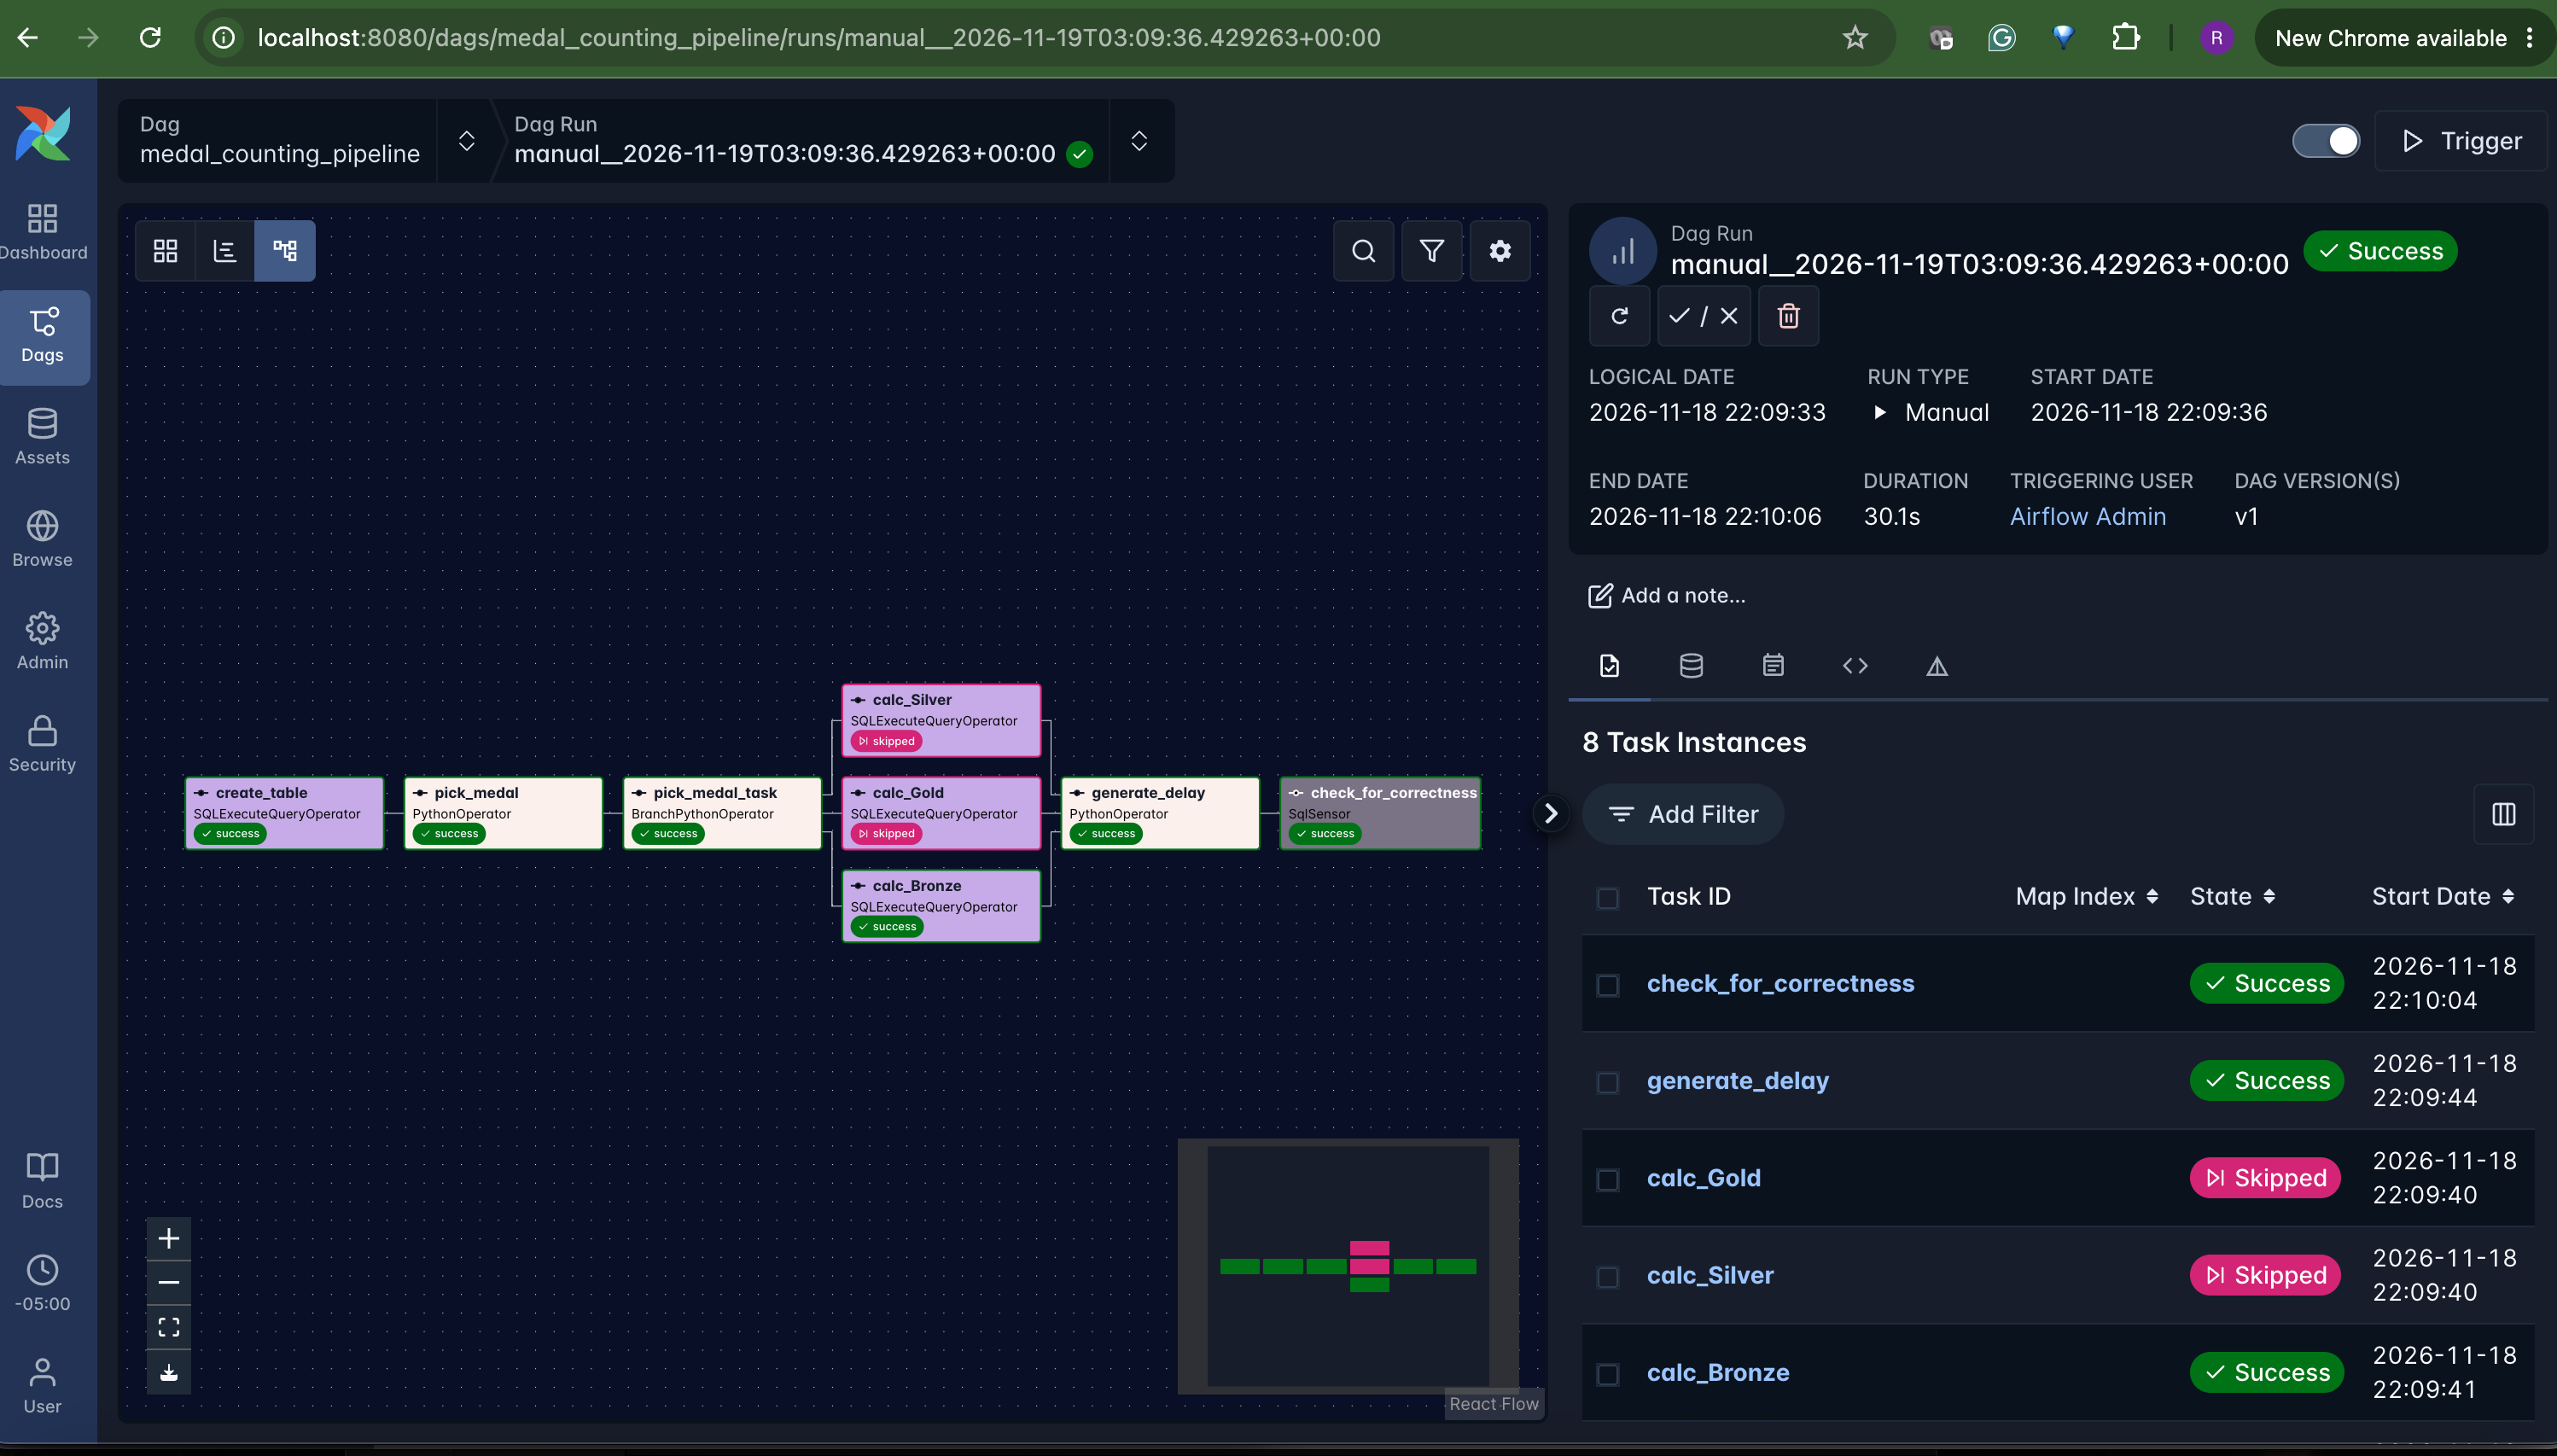 localhost:8080/dags/medal_counting_pipeline/runs/manual__2026-11-19T03:09:36.429263+00:00
R
New Chrome available
Dashboard
Dags
Assets
Browse
Admin
Security
Docs
-05:00
User
Dag
medal_counting_pipeline
Dag Run
manual__2026-11-19T03:09:36.429263+00:00
Trigger
calc_Silver
SQLExecuteQueryOperator
skipped
create_table
SQLExecuteQueryOperator
success
pick_medal
PythonOperator
success
pick_medal_task
BranchPythonOperator
success
calc_Gold
SQLExecuteQueryOperator
skipped
generate_delay
PythonOperator
success
check_for_correctness
SqlSensor
success
calc_Bronze
SQLExecuteQueryOperator
success
React Flow
Dag Run
manual__2026-11-19T03:09:36.429263+00:00
Success
/
LOGICAL DATE RUN TYPE START DATE
2026-11-18 22:09:33 Manual 2026-11-18 22:09:36
END DATE DURATION TRIGGERING USER DAG VERSION(S)
2026-11-18 22:10:06 30.1s Airflow Admin v1
Add a note...
8 Task Instances
Add Filter
Task ID Map Index State Start Date
check_for_correctness Success 2026-11-18
22:10:04
generate_delay Success 2026-11-18
22:09:44
calc_Gold Skipped 2026-11-18
22:09:40
calc_Silver Skipped 2026-11-18
22:09:40
calc_Bronze Success 2026-11-18
22:09:41